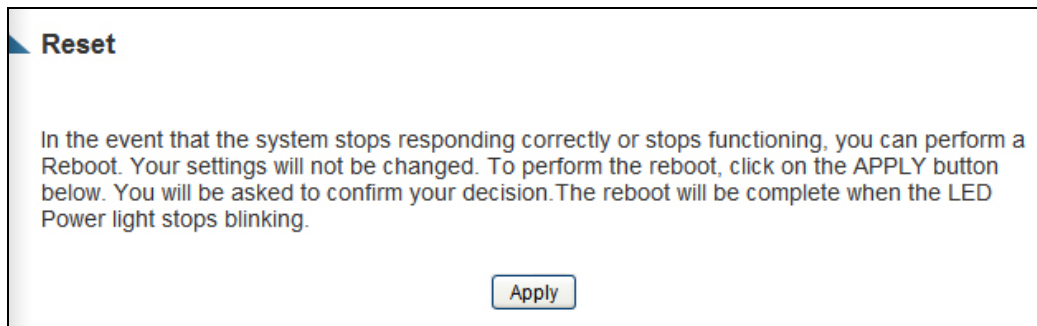 Reset
In the event that the system stops responding correctly or stops functioning, you can perform a
Reboot. Your settings will not be changed. To perform the reboot, click on the APPLY button
below. You will be asked to confirm your decision.The reboot will be complete when the LED
Power light stops blinking.
Apply